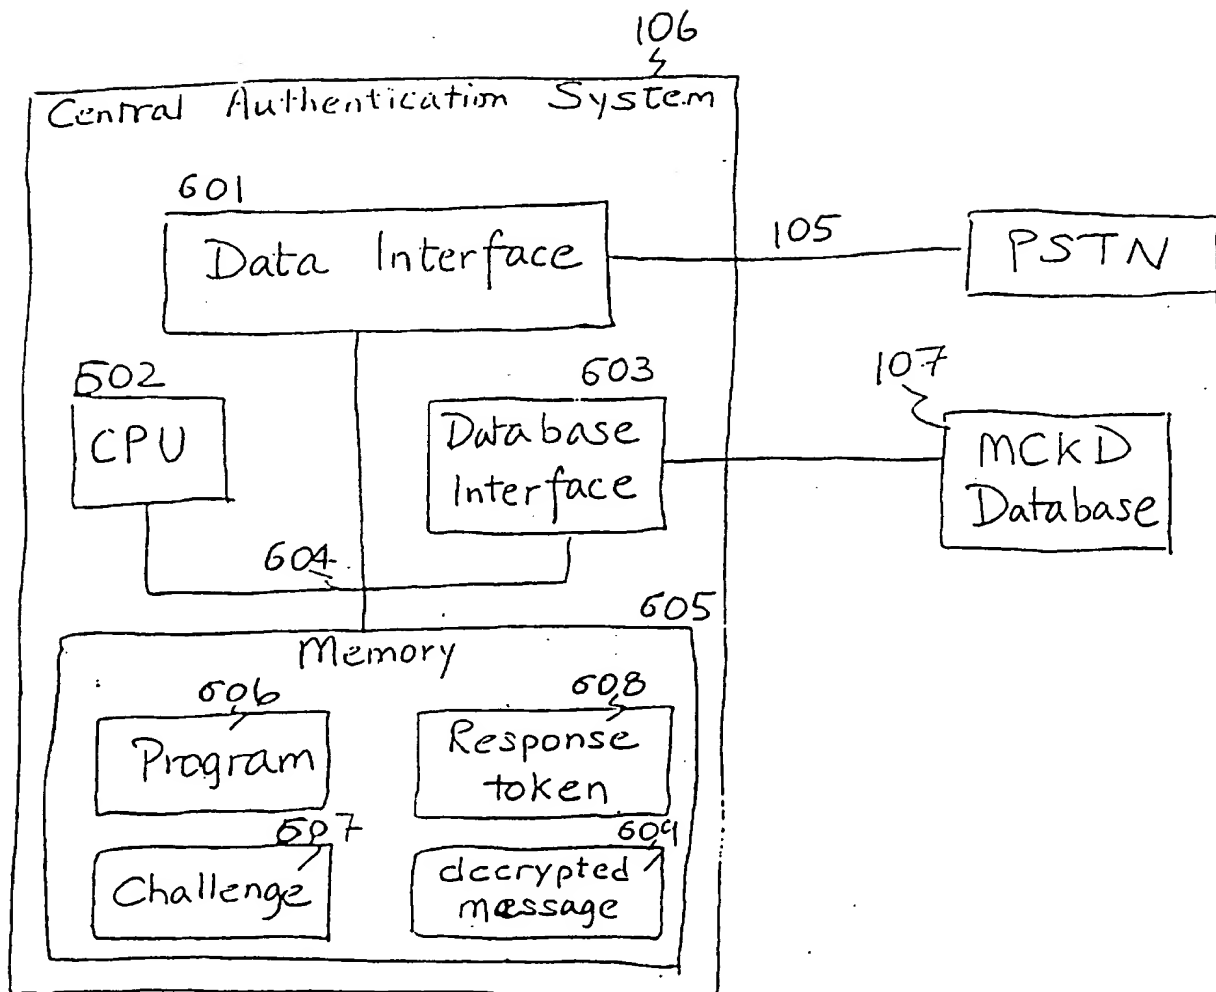 106
Central Authentication System
601
Data Interface
105
PSTN
602
CPU
603
Database
Interface
107
MCKD
Database
604
605
Memory
606
Program
608
Response
token
607
Challenge
609
decrypted
message